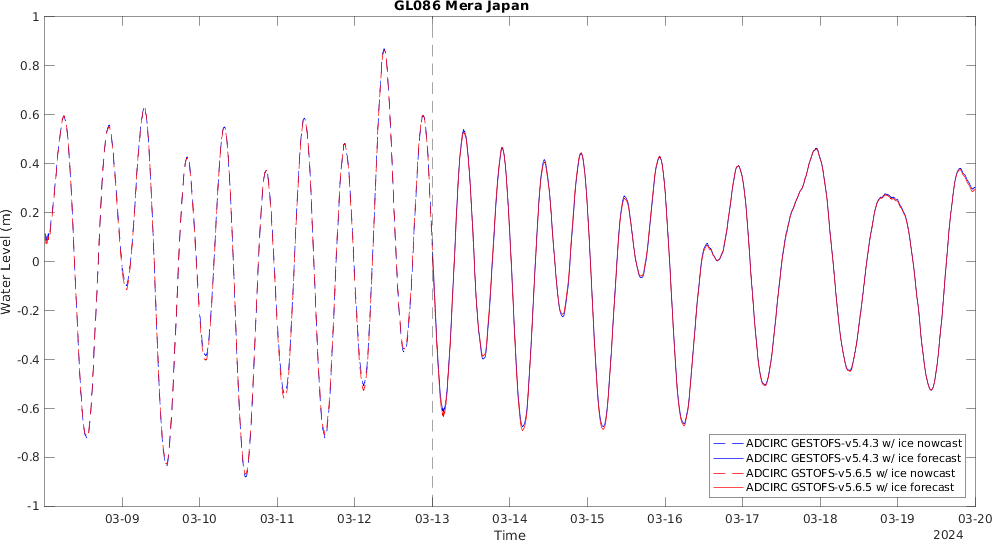 GL086 Mera Japan
Water Level (m)
1
0.8
0.6
0.4
0.2
0
-0.2
-0.4
-0.6
-0.8
-1
ADCIRC GESTOFS-v5.4.3 w/ ice nowcast
ADCIRC GESTOFS-v5.4.3 w/ ice forecast
ADCIRC GSTOFS-v5.6.5 w/ ice nowcast
ADCIRC GSTOFS-v5.6.5 w/ ice forecast
03-09 03-10 03-11 03-12 03-13 03-14 03-15 03-16 03-17 03-18 03-19 03-20
Time
2024